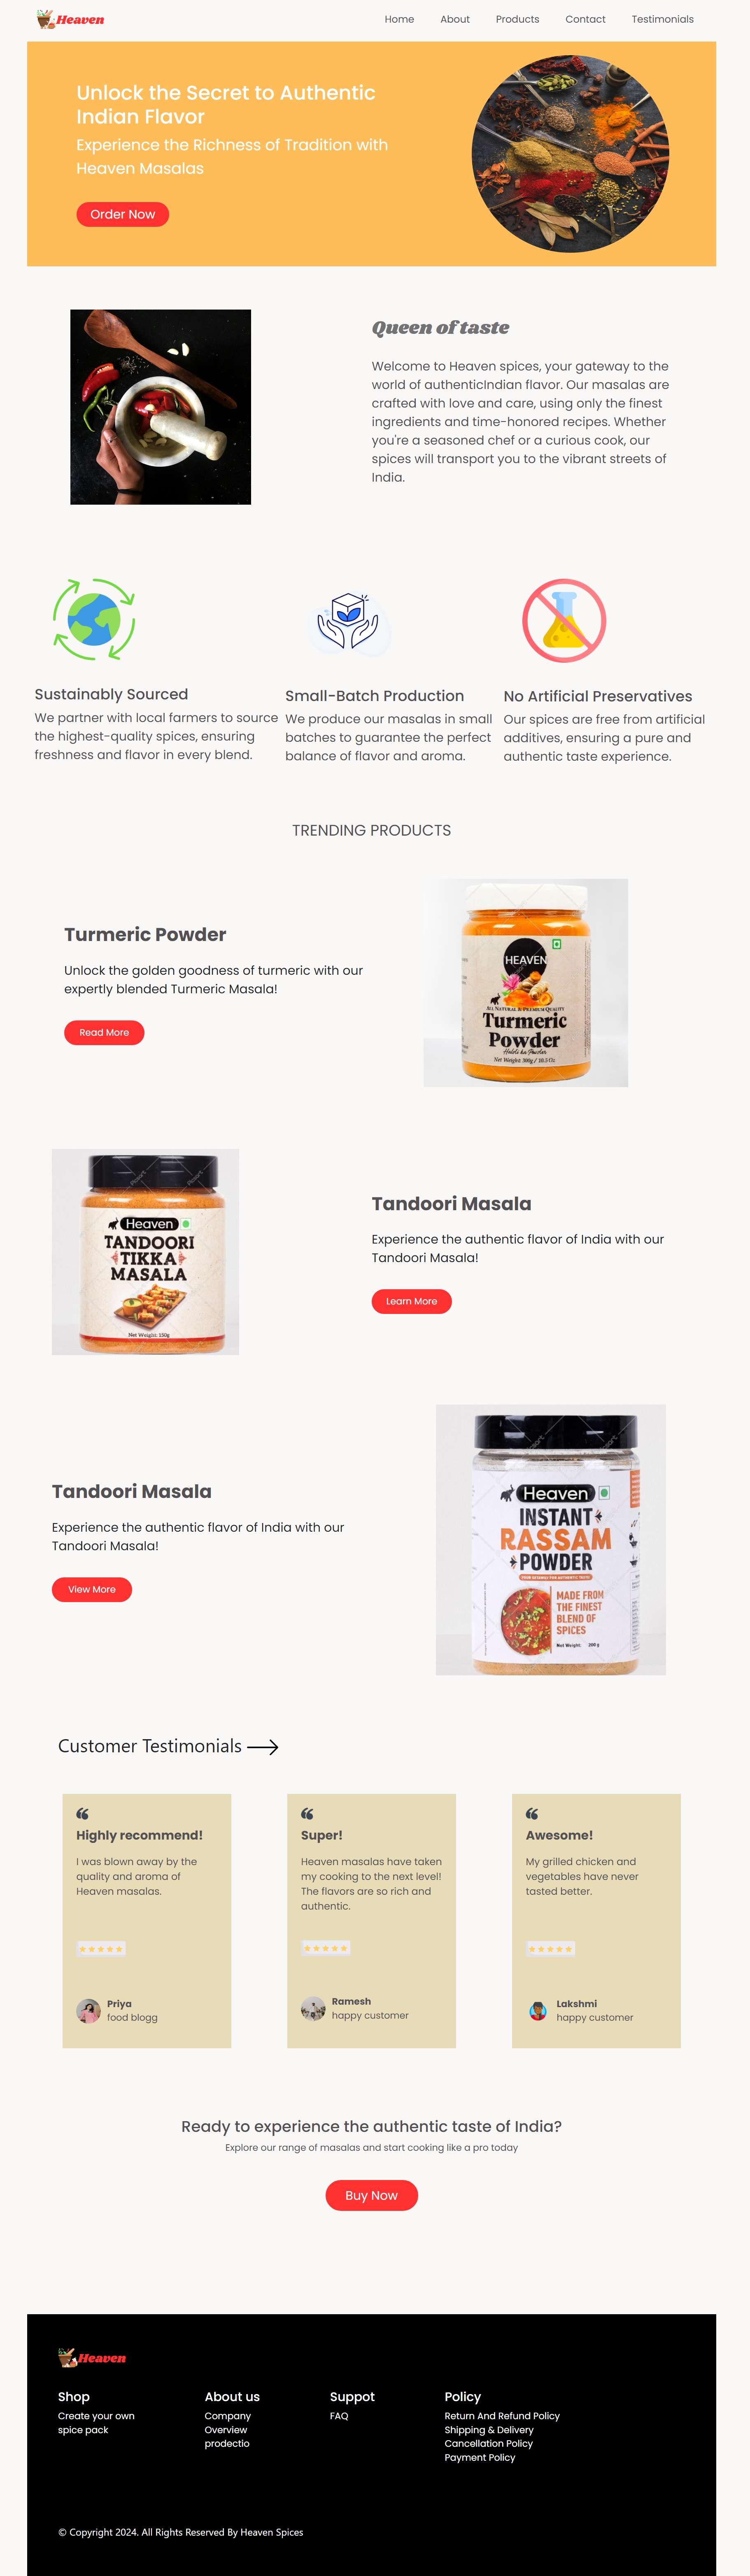 Heaven
Home About Products Contact Testimonials
Unlock the Secret to Authentic
Indian Flavor
Experience the Richness of Tradition with
Heaven Masalas
Order Now
Queen of taste
Welcome to Heaven spices, your gateway to the
world of authenticIndian flavor. Our masalas are
crafted with love and care, using only the finest
ingredients and time-honored recipes. Whether
you're a seasoned chef or a curious cook, our
spices will transport you to the vibrant streets of
India.
Sustainably Sourced
We partner with local farmers to source
the highest-quality spices, ensuring
freshness and flavor in every blend.
Small-Batch Production
We produce our masalas in small
batches to guarantee the perfect
balance of flavor and aroma.
No Artificial Preservatives
Our spices are free from artificial
additives, ensuring a pure and
authentic taste experience.
TRENDING PRODUCTS
Turmeric Powder
Unlock the golden goodness of turmeric with our
expertly blended Turmeric Masala!
Read More
HEAVEN
All Natural & Premium Quality
Turmeric
Powder
Haldi ka Powder
Net Weight: 300g / 10.5 Oz
Heaven
TANDOORI
TIKKA
MASALA
Net Weight: 150g
Tandoori Masala
Experience the authentic flavor of India with our
Tandoori Masala!
Learn More
Tandoori Masala
Experience the authentic flavor of India with our
Tandoori Masala!
View More
Heaven
INSTANT
RASSAM
POWDER
MADE FROM
THE FINEST
BLEND OF
SPICES
Net Weight: 200 g
Customer Testimonials
Highly recommend!
I was blown away by the
quality and aroma of
Heaven masalas.
Priya
food blogg
Super!
Heaven masalas have taken
my cooking to the next level!
The flavors are so rich and
authentic.
Ramesh
happy customer
Awesome!
My grilled chicken and
vegetables have never
tasted better.
Lakshmi
happy customer
Ready to experience the authentic taste of India?
Explore our range of masalas and start cooking like a pro today
Buy Now
Heaven
Shop
Create your own
spice pack
About us
Company
Overview
prodectio
Suppot
FAQ
Policy
Return And Refund Policy
Shipping & Delivery
Cancellation Policy
Payment Policy
© Copyright 2024. All Rights Reserved By Heaven Spices